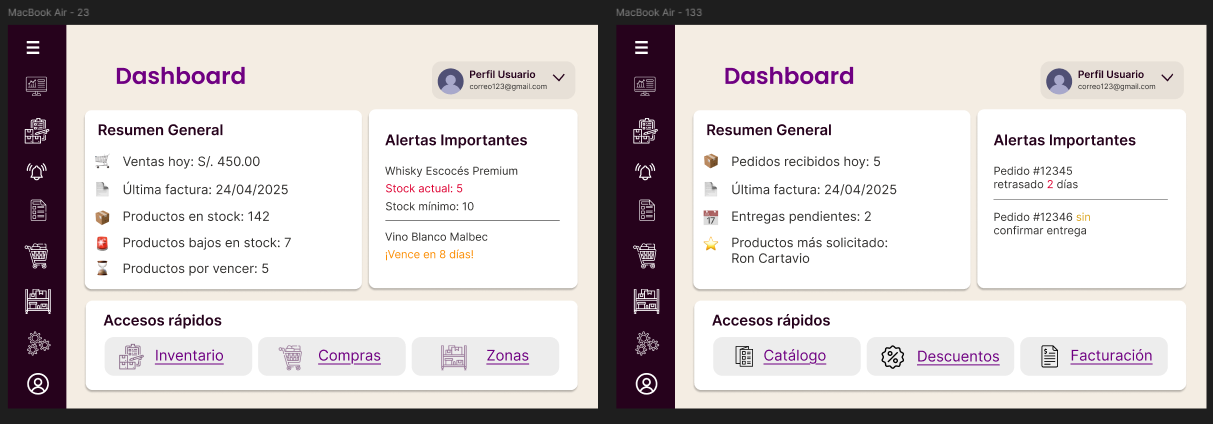 MacBook Air - 23
Dashboard
Perfil Usuario
correo123@gmail.com
Resumen General
Ventas hoy: S/. 450.00
Última factura: 24/04/2025
Productos en stock: 142
Productos bajos en stock: 7
Productos por vencer: 5
Alertas Importantes
Whisky Escocés Premium
Stock actual: 5
Stock mínimo: 10
Vino Blanco Malbec
¡Vence en 8 días!
Accesos rápidos
Inventario
Compras
Zonas
MacBook Air - 133
Dashboard
Perfil Usuario
correo123@gmail.com
Resumen General
Pedidos recibidos hoy: 5
Última factura: 24/04/2025
Entregas pendientes: 2
Productos más solicitado:
Ron Cartavio
Alertas Importantes
Pedido #12345
retrasado 2 días
Pedido #12346 sin
confirmar entrega
Accesos rápidos
Catálogo
Descuentos
Facturación